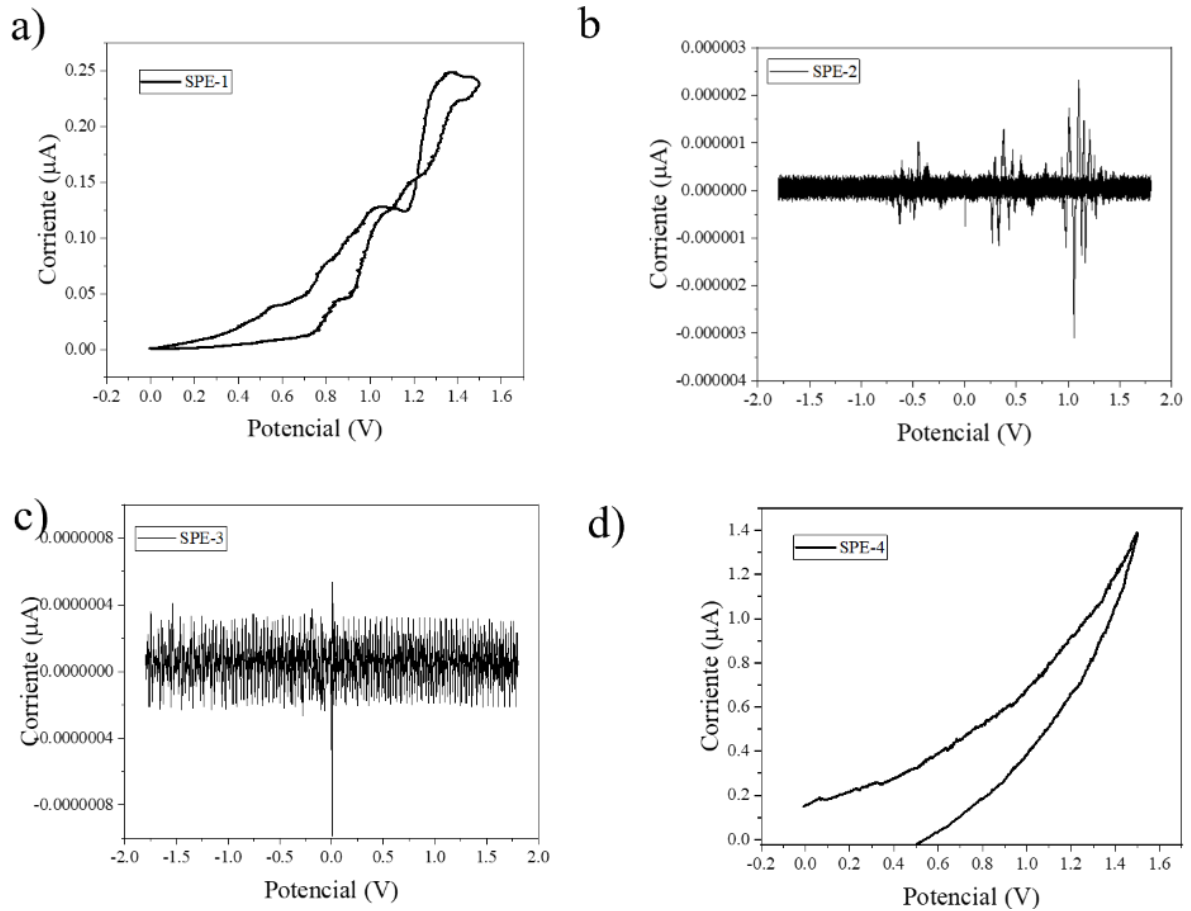 a)
SPE-1
0.25
0.20
0.15
0.10
0.05
0.00
Corriente (µA)
-0.2 0.0 0.2 0.4 0.6 0.8 1.0 1.2 1.4 1.6
Potencial (V)
b
SPE-2
0.000003
0.000002
0.000001
0.000000
-0.000001
-0.000002
-0.000003
-0.000004
Corriente (µA)
-2.0 -1.5 -1.0 -0.5 0.0 0.5 1.0 1.5 2.0
Potencial (V)
c)
SPE-3
0.0000008
0.0000004
0.0000000
-0.0000004
-0.0000008
Corriente (µA)
-2.0 -1.5 -1.0 -0.5 0.0 0.5 1.0 1.5 2.0
Potencial (V)
d)
SPE-4
1.4
1.2
1.0
0.8
0.6
0.4
0.2
0.0
Corriente (µA)
-0.2 0.0 0.2 0.4 0.6 0.8 1.0 1.2 1.4 1.6
Potencial (V)